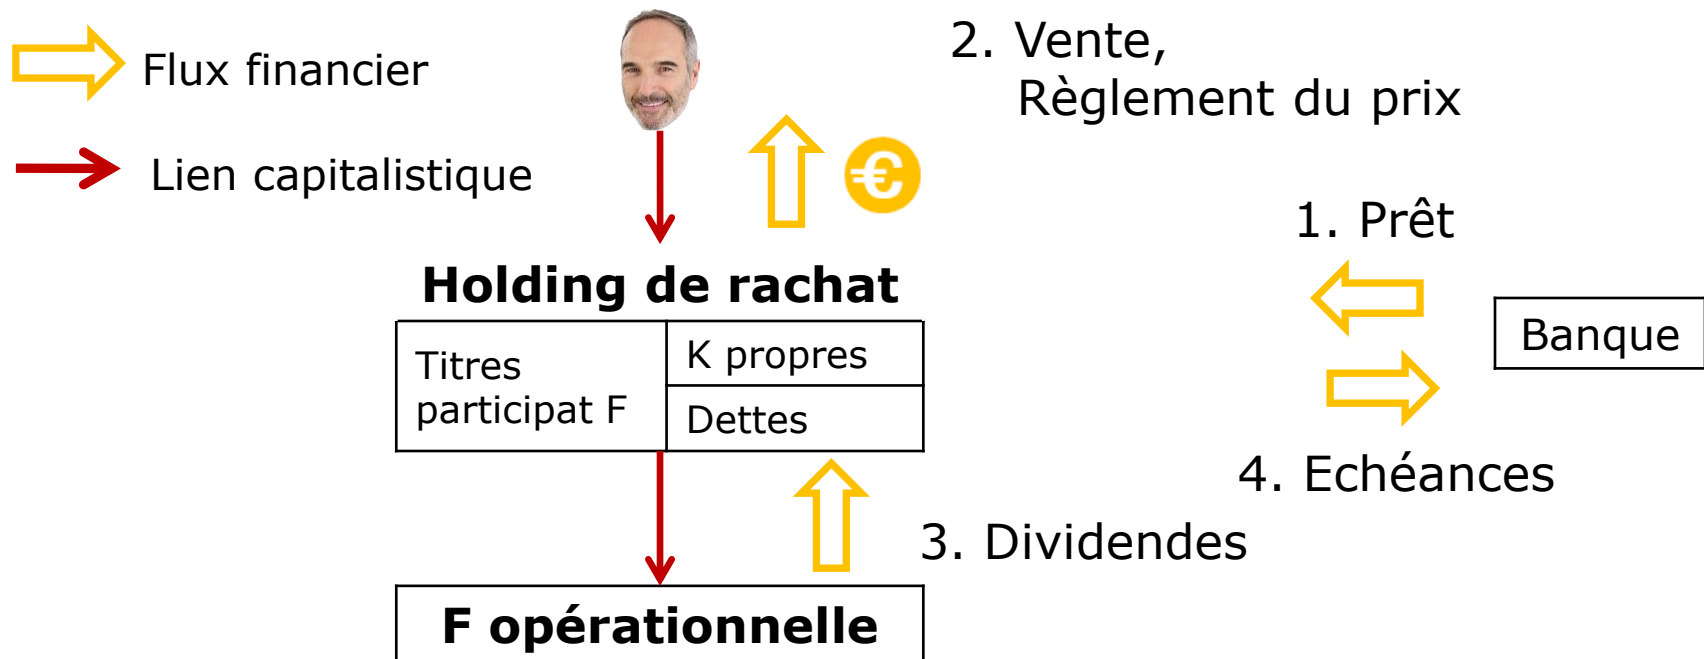 Flux financier
Lien capitalistique
2. Vente,
Règlement du prix
€
1. Prêt
Holding de rachat
Titres
participat F
K propres
Dettes
Banque
4. Echéances
3. Dividendes
F opérationnelle